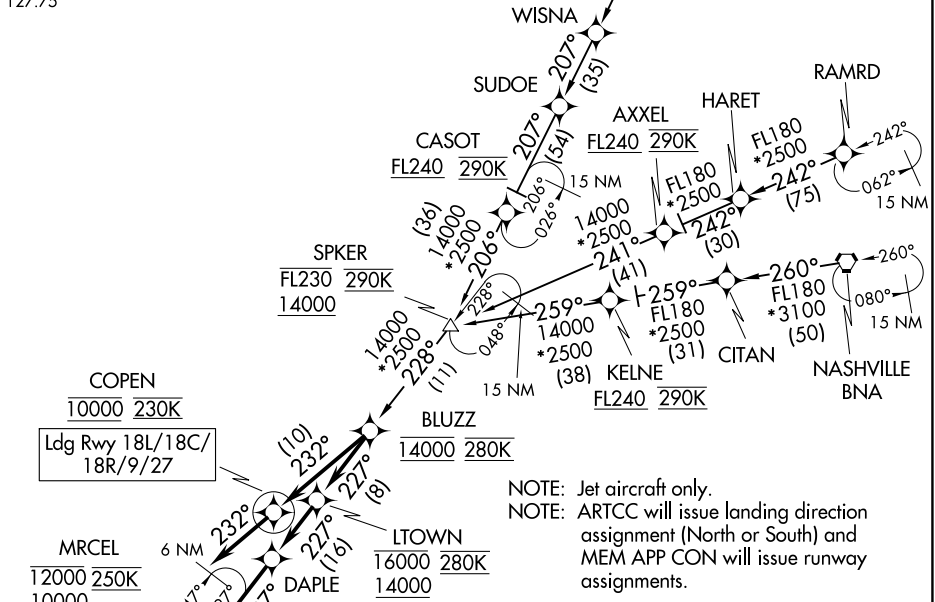 127.75
WISNA
207°
(35)
SUDOE
207°
(54)
CASOT
FL240 290K
206°
026°
15 NM
(36)
14000
*2500
206°
AXXEL
FL240 290K
HARET
RAMRD
FL180
*2500
242°
(75)
242°
062°
15 NM
FL180
*2500
242°
(30)
14000
*2500
241°
(41)
SPKER
FL230 290K
14000
228°
048°
15 NM
259°
14000
*2500
(38)
KELNE
FL240 290K
259°
FL180
*2500
(31)
CITAN
260°
FL180
*3100
(50)
260°
080°
15 NM
NASHVILLE
BNA
14000
*2500
228°
(11)
COPEN
10000 230K
Ldg Rwy 18L/18C/
18R/9/27
BLUZZ
14000 280K
(10)
232°
227°
(8)
232°
6 NM
227°
(16)
LTOWN
16000 280K
14000
DAPLE
MRCEL
12000 250K
10000
NOTE: Jet aircraft only.
NOTE: ARTCC will issue landing direction
assignment (North or South) and
MEM APP CON will issue runway
assignments.